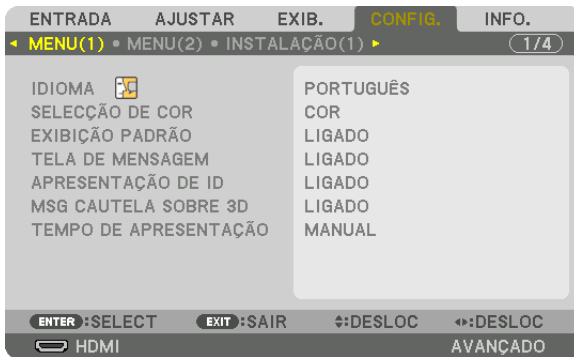 ENTRADA AJUSTAR EXIB. CONFIG. INFO.
MENU(1) • MENU(2) • INSTALAÇÃO(1) 1/4
IDIOMA PORTUGUÊS
SELECÇÃO DE COR COR
EXIBIÇÃO PADRÃO LIGADO
TELA DE MENSAGEM LIGADO
APRESENTAÇÃO DE ID LIGADO
MSG CAUTELA SOBRE 3D LIGADO
TEMPO DE APRESENTAÇÃO MANUAL
ENTER :SELECT EXIT :SAIR :DESLOC :DESLOC
HDMI AVANÇADO